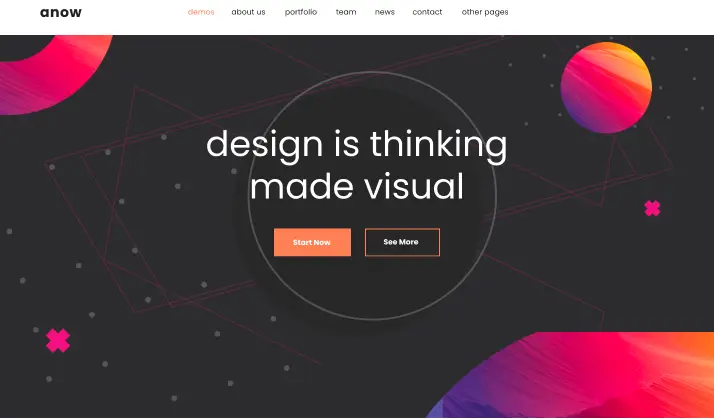 anow
demos about us portfolio team news contact other pages
design is thinking
made visual
Start Now See More